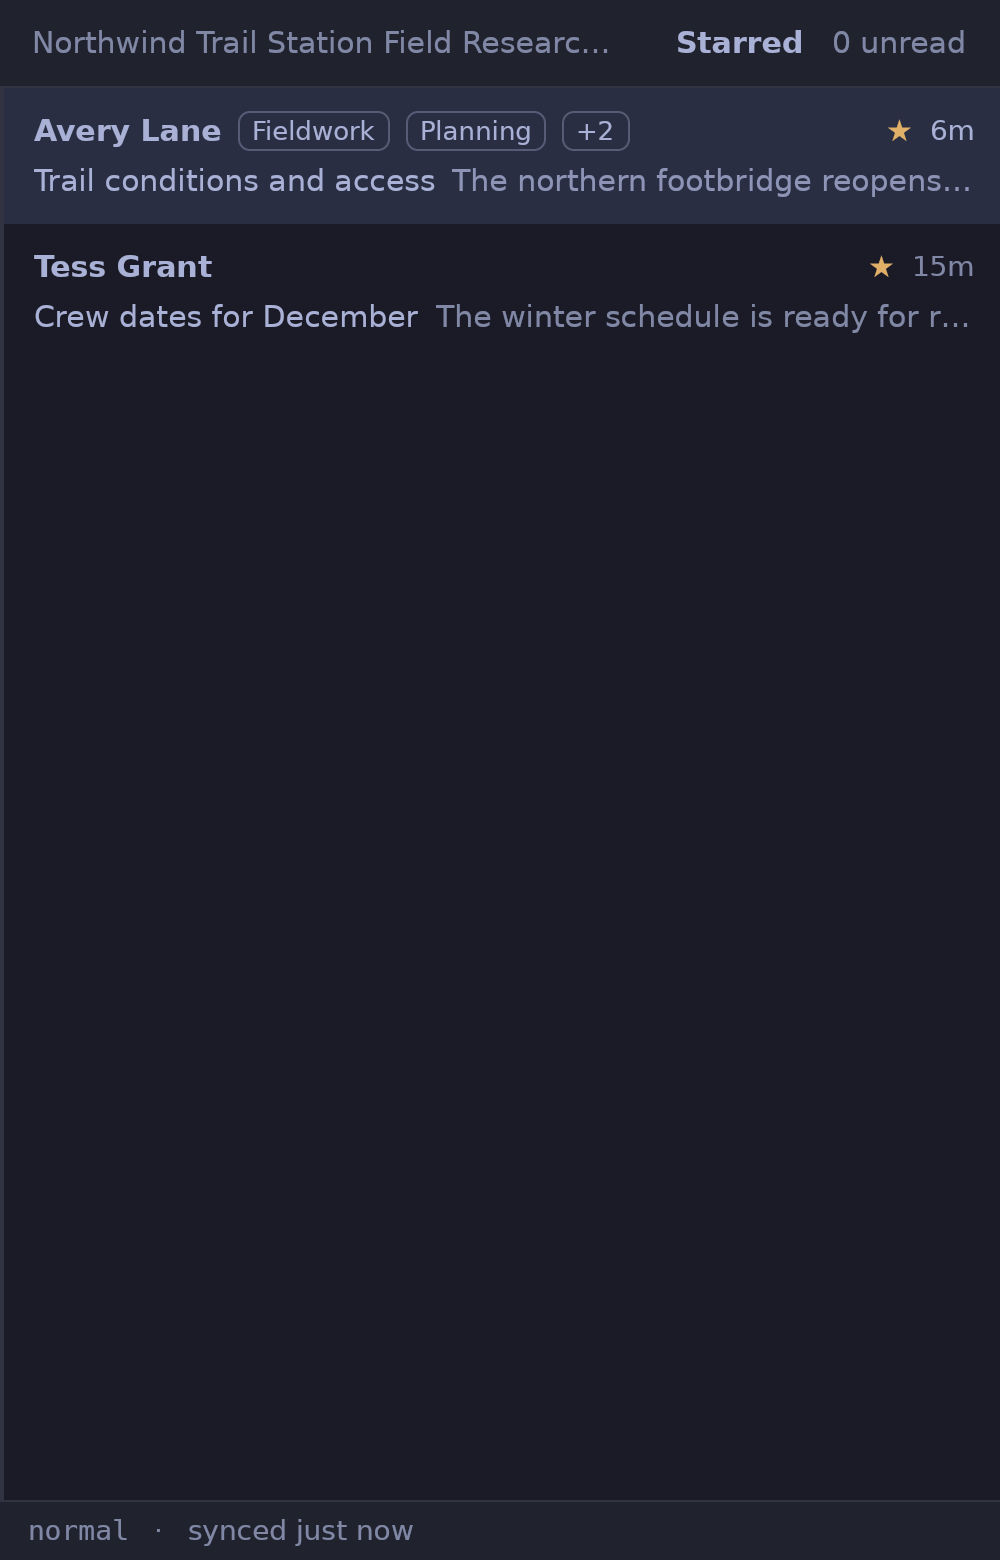 Northwind Trail Station Field Researc… Starred 0 unread
Avery Lane Fieldwork Planning +2 ★ 6m
Trail conditions and access The northern footbridge reopens…
Tess Grant ★ 15m
Crew dates for December The winter schedule is ready for r…
normal · synced just now